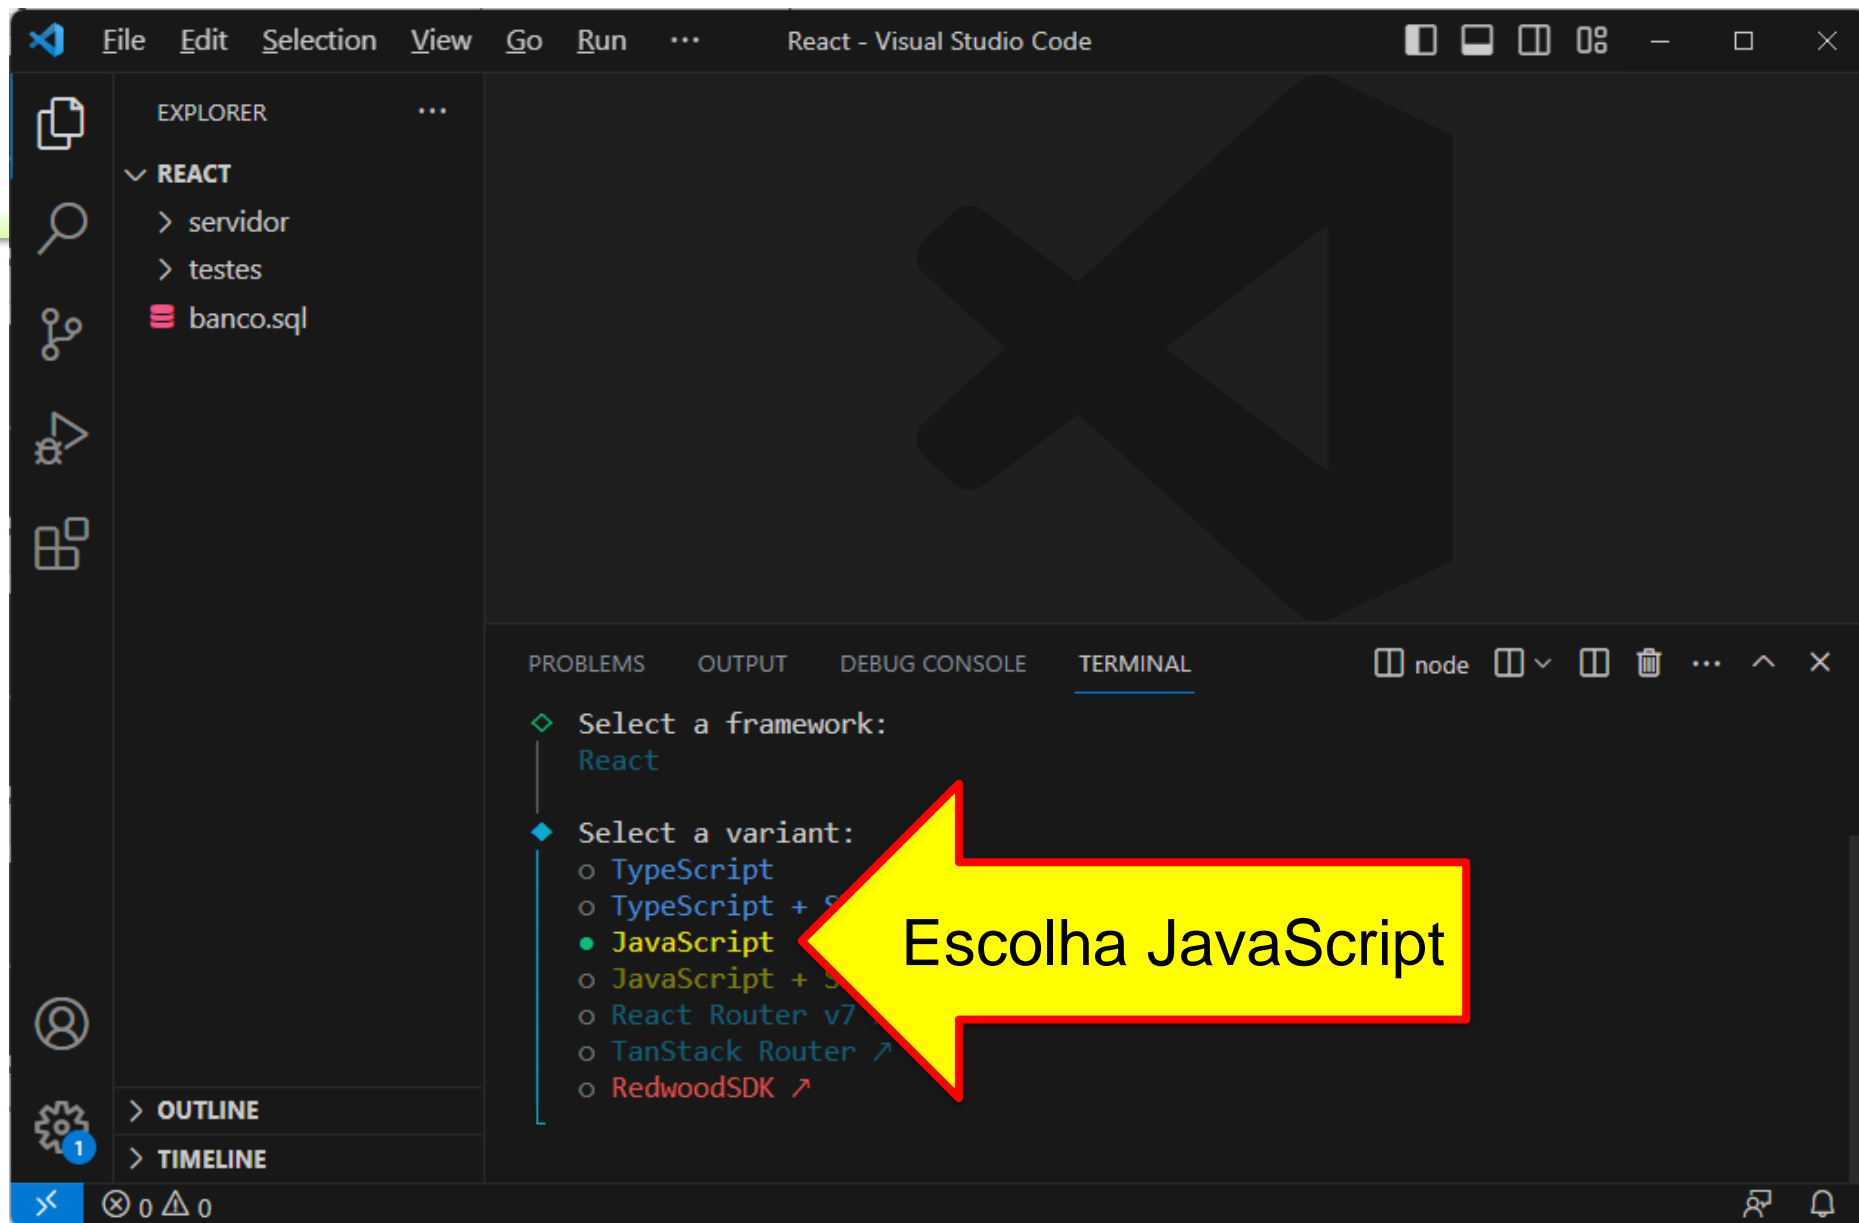 File Edit Selection View Go Run ··· React - Visual Studio Code
EXPLORER ···
REACT
servidor
testes
banco.sql
PROBLEMS OUTPUT DEBUG CONSOLE TERMINAL node ···
Select a framework:
React
Select a variant:
TypeScript
TypeScript +
JavaScript
JavaScript +
React Router v7
TanStack Router ↗
RedwoodSDK ↗
Escolha JavaScript
OUTLINE
1
TIMELINE
0 0